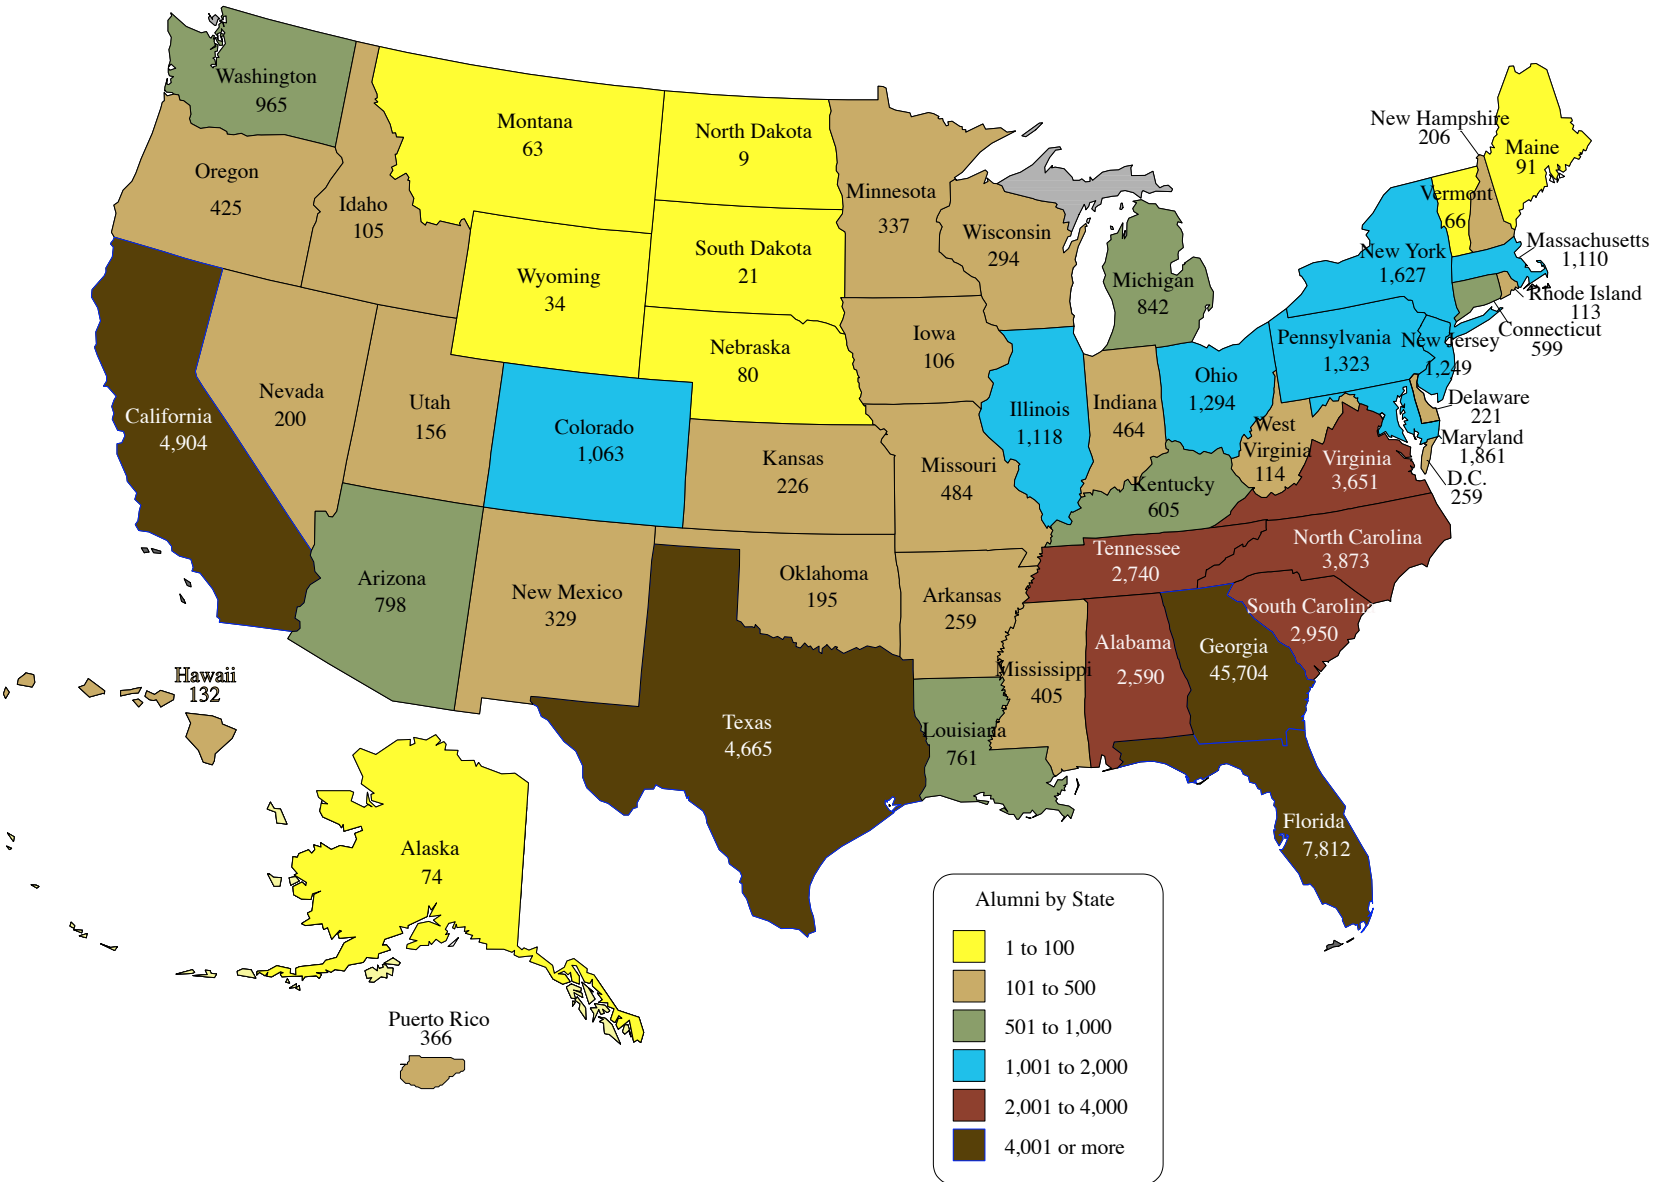 Washington
965
Oregon
425
Idaho
105
Montana
63
North Dakota
9
South Dakota
21
Wyoming
34
Nebraska
80
Minnesota
337
Wisconsin
294
Michigan
842
Iowa
106
New Hampshire
206
Maine
91
Vermont
66
New York
1,627
Massachusetts
1,110
Rhode Island
113
Connecticut
599
Pennsylvania
1,323
New Jersey
1,249
Delaware
221
Maryland
1,861
D.C.
259
California
4,904
Nevada
200
Utah
156
Colorado
1,063
Kansas
226
Missouri
484
Illinois
1,118
Indiana
464
Ohio
1,294
West
Virginia
114
Virginia
3,651
Kentucky
605
Tennessee
2,740
North Carolina
3,873
South Carolina
2,950
Arizona
798
New Mexico
329
Oklahoma
195
Arkansas
259
Mississippi
405
Alabama
2,590
Georgia
45,704
Texas
4,665
Louisiana
761
Florida
7,812
Hawaii
132
Alaska
74
Puerto Rico
366
Alumni by State
1 to 100
101 to 500
501 to 1,000
1,001 to 2,000
2,001 to 4,000
4,001 or more